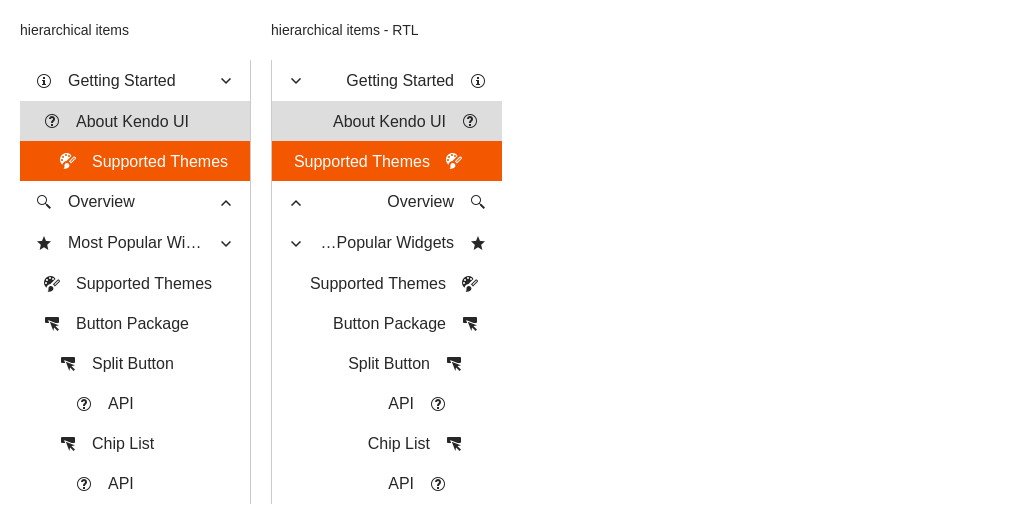 hierarchical items
Getting Started
About Kendo UI
Supported Themes
Overview
Most Popular Wi…
Supported Themes
Button Package
Split Button
API
Chip List
API
hierarchical items - RTL
Getting Started
About Kendo UI
Supported Themes
Overview
…Popular Widgets
Supported Themes
Button Package
Split Button
API
Chip List
API